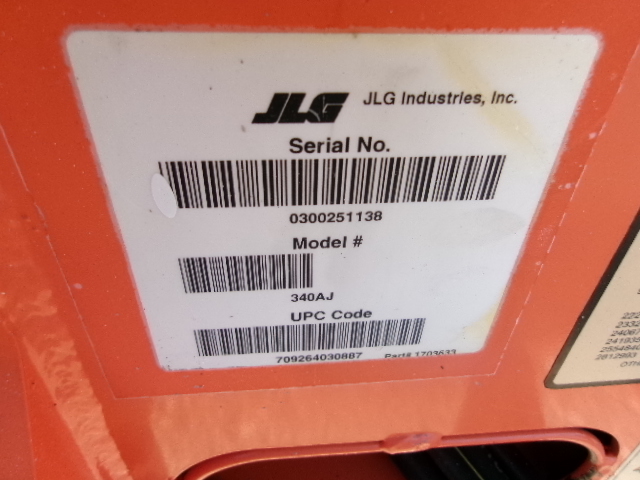 JLG JLG Industries, Inc.
Serial No.
0300251138
Model #
340AJ
UPC Code
709264030887 Part# 1703633